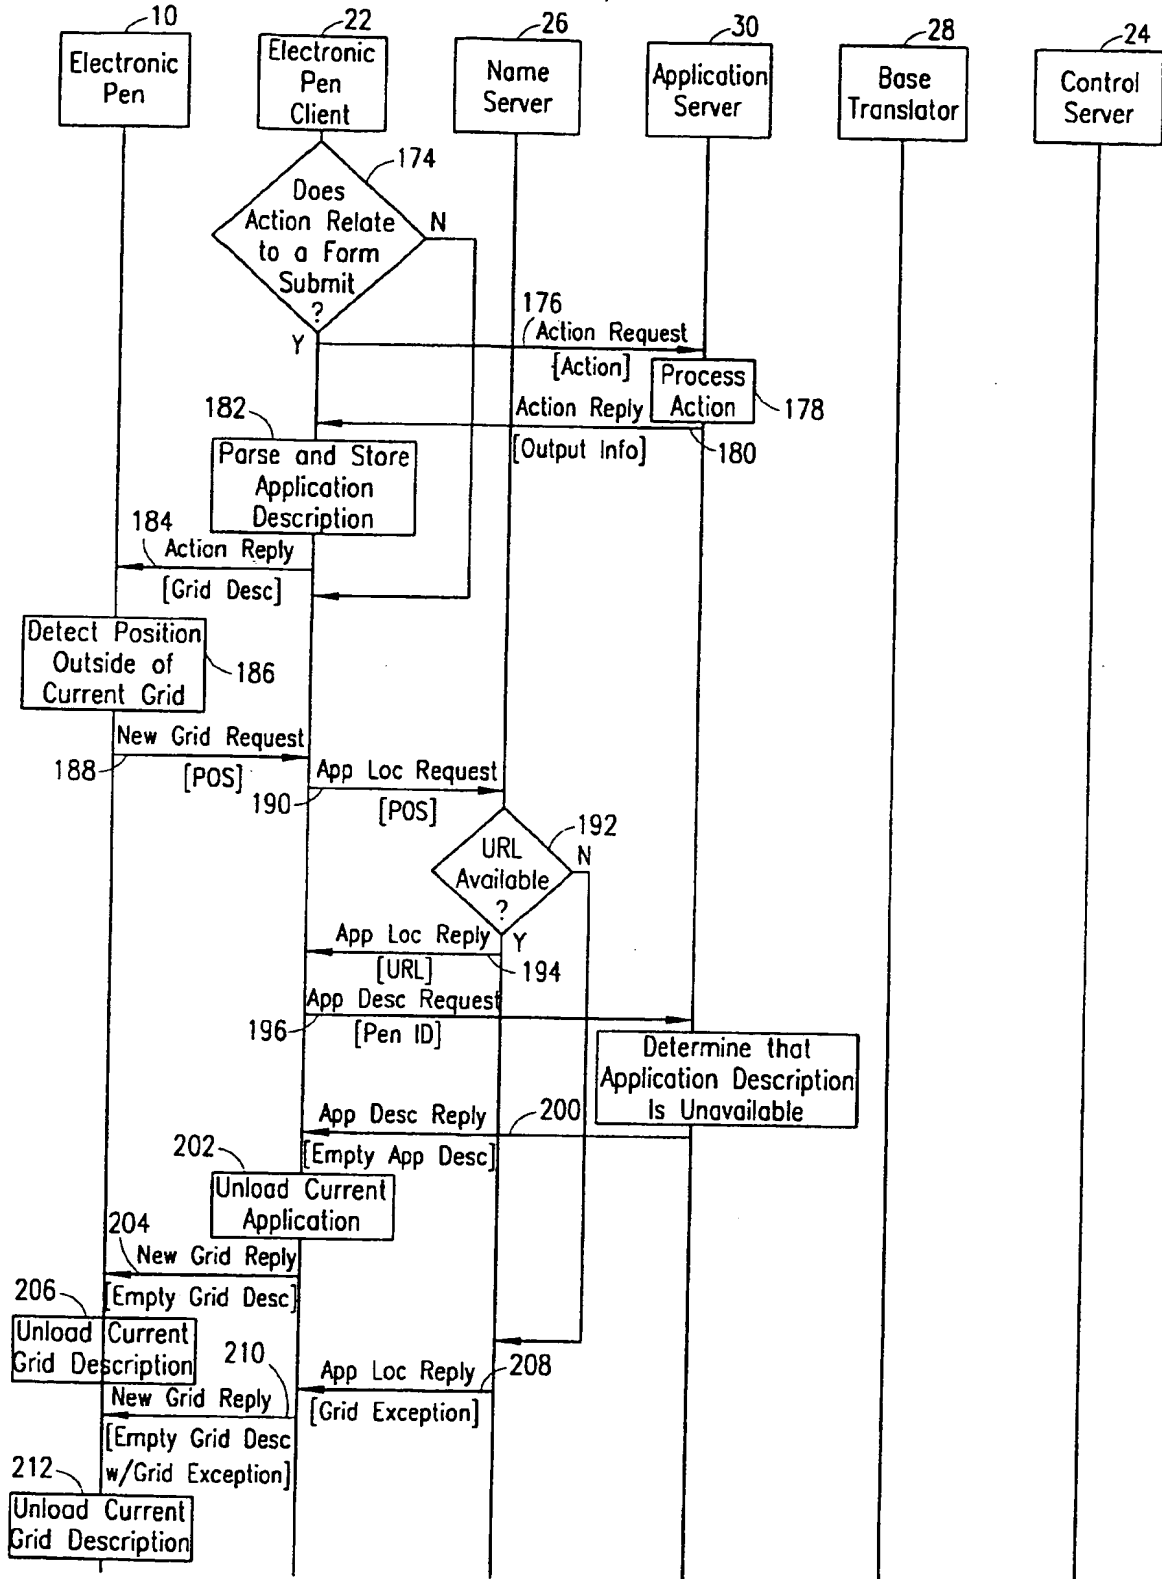 10
22
26
30
28
24
Electronic
Pen
Electronic
Pen
Client
Name
Server
Application
Server
Base
Translator
Control
Server
174
Does
Action Relate
to a Form
Submit
?
N
Y
176
Action Request
[Action]
Process
Action
178
182
Action Reply
[Output Info]
180
Parse and Store
Application
Description
184
Action Reply
[Grid Desc]
Detect Position
Outside of
Current Grid
186
New Grid Request
188
[POS]
App Loc Request
190
[POS]
192
URL
Available
?
N
Y
App Loc Reply
[URL]
194
App Desc Request
196
[Pen ID]
Determine that
Application Description
Is Unavailable
App Desc Reply
200
[Empty App Desc]
202
Unload Current
Application
204
New Grid Reply
[Empty Grid Desc]
206
Unload Current
Grid Description
210
App Loc Reply
208
[Grid Exception]
New Grid Reply
[Empty Grid Desc
w/Grid Exception]
212
Unload Current
Grid Description